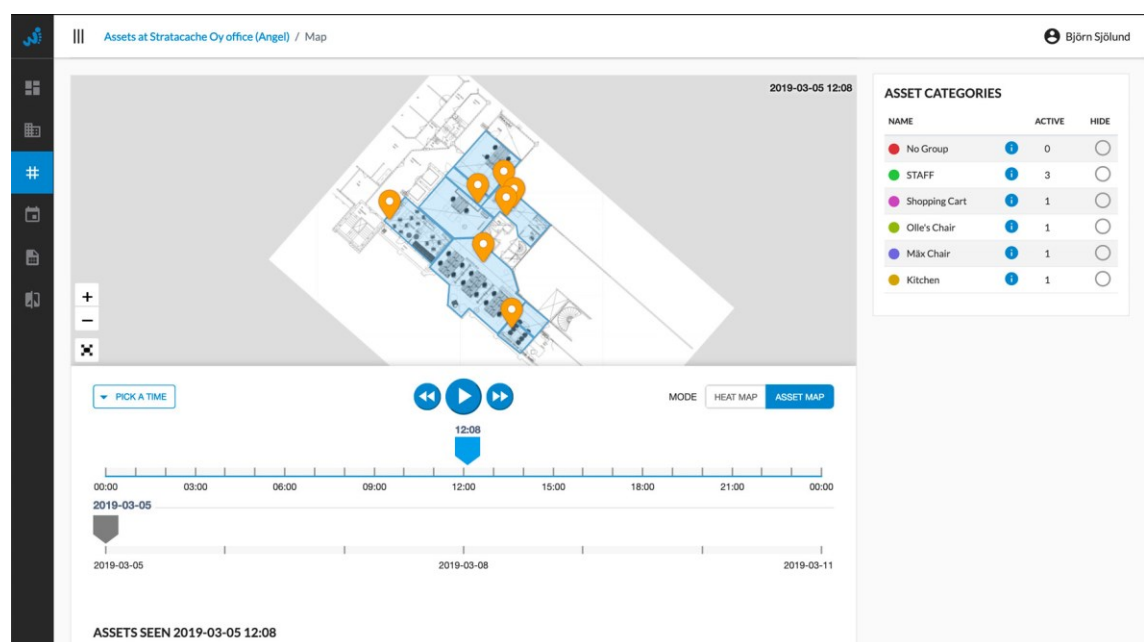 Assets at Stratacache Oy office (Angel) / Map
Björn Sjölund
2019-03-05 12:08
+
−
ASSET CATEGORIES
NAME ACTIVE HIDE
No Group 0
STAFF 3
Shopping Cart 1
Olle's Chair 1
Mäx Chair 1
Kitchen 1
PICK A TIME
MODE HEAT MAP ASSET MAP
12:08
00:00 03:00 06:00 09:00 12:00 15:00 18:00 21:00 00:00
2019-03-05
2019-03-05 2019-03-08 2019-03-11
ASSETS SEEN 2019-03-05 12:08